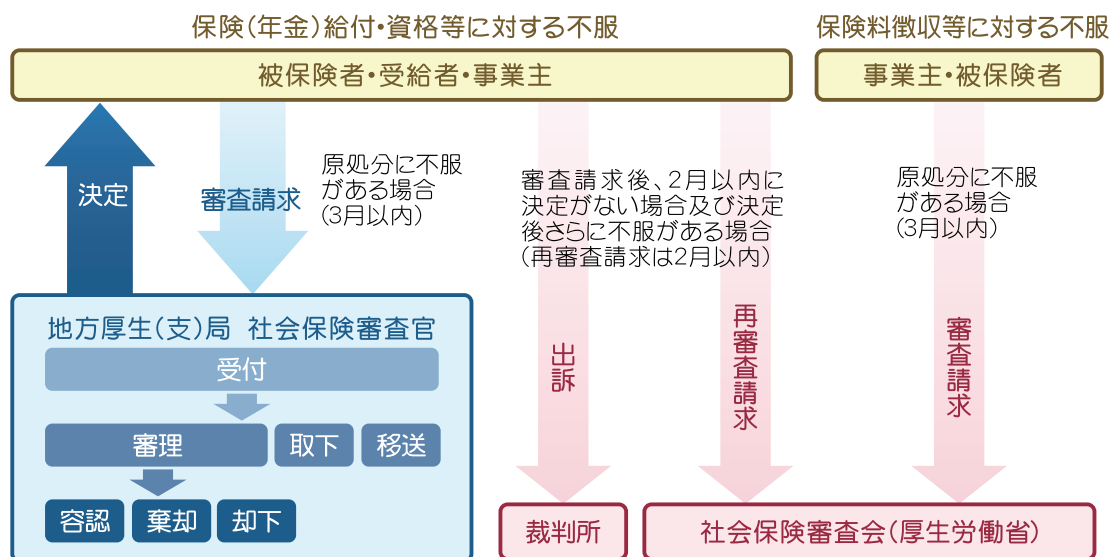 保険(年金)給付・資格等に対する不服
保険料徴収等に対する不服
被保険者・受給者・事業主
事業主・被保険者
決定
審査請求
原処分に不服
がある場合
(3月以内)
審査請求後、2月以内に
決定がない場合及び決定
後さらに不服がある場合
(再審査請求は2月以内)
原処分に不服
がある場合
(3月以内)
地方厚生(支)局 社会保険審査官
受付
審理
取下
移送
容認
棄却
却下
出訴
再審査請求
審査請求
裁判所
社会保険審査会(厚生労働省)